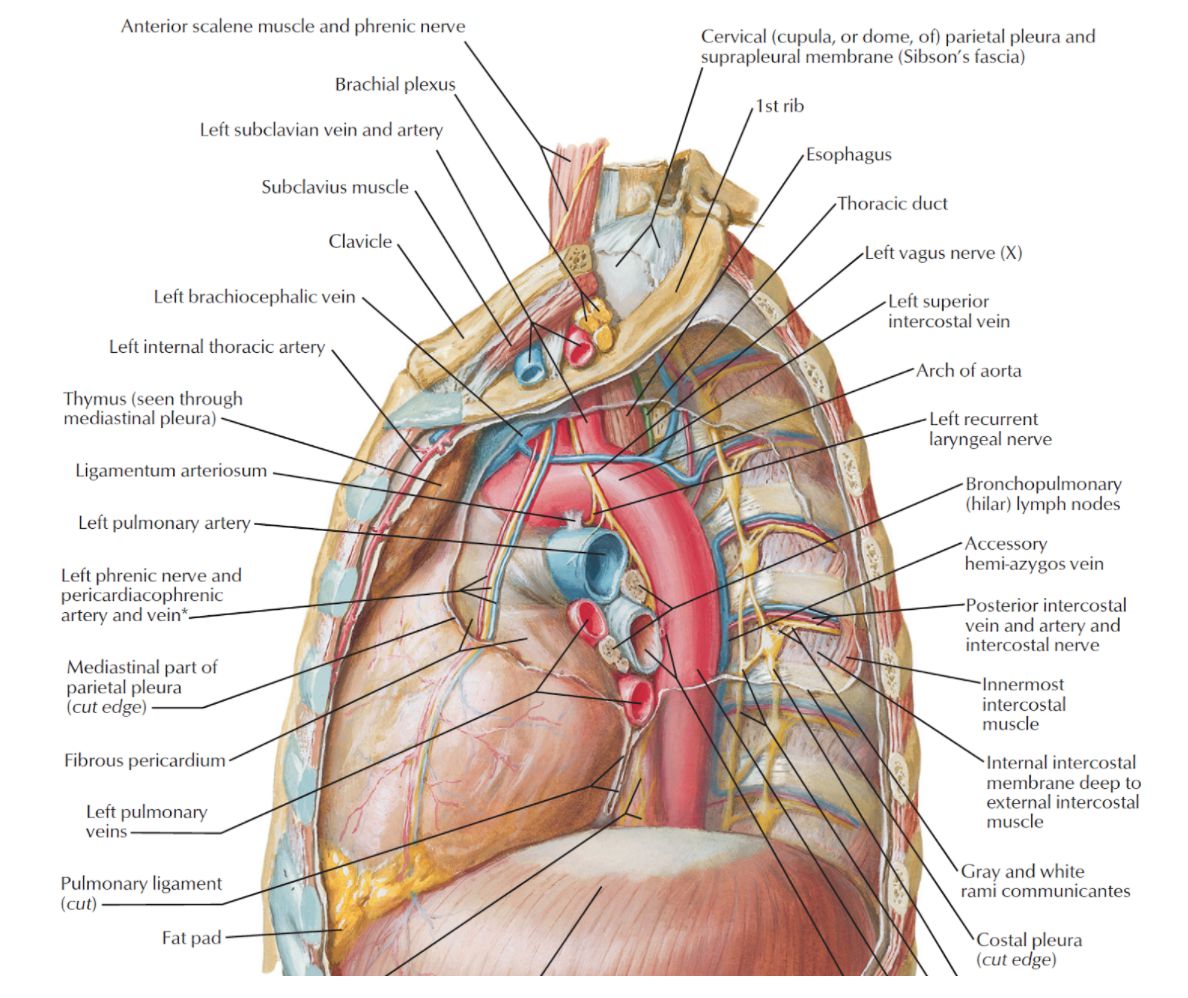 Anterior scalene muscle and phrenic nerve
Brachial plexus
Left subclavian vein and artery
Subclavius muscle
Clavicle
Left brachiocephalic vein
Left internal thoracic artery
Thymus (seen through
mediastinal pleura)
Ligamentum arteriosum
Left pulmonary artery
Left phrenic nerve and
pericardiacophrenic
artery and vein*
Mediastinal part of
parietal pleura
(cut edge)
Fibrous pericardium
Left pulmonary
veins
Pulmonary ligament
(cut)
Fat pad
Cervical (cupula, or dome, of) parietal pleura and
suprapleural membrane (Sibson's fascia)
1st rib
Esophagus
Thoracic duct
Left vagus nerve (X)
Left superior
intercostal vein
Arch of aorta
Left recurrent
laryngeal nerve
Bronchopulmonary
(hilar) lymph nodes
Accessory
hemi-azygos vein
Posterior intercostal
vein and artery and
intercostal nerve
Innermost
intercostal
muscle
Internal intercostal
membrane deep to
external intercostal
muscle
Gray and white
rami communicantes
Costal pleura
(cut edge)